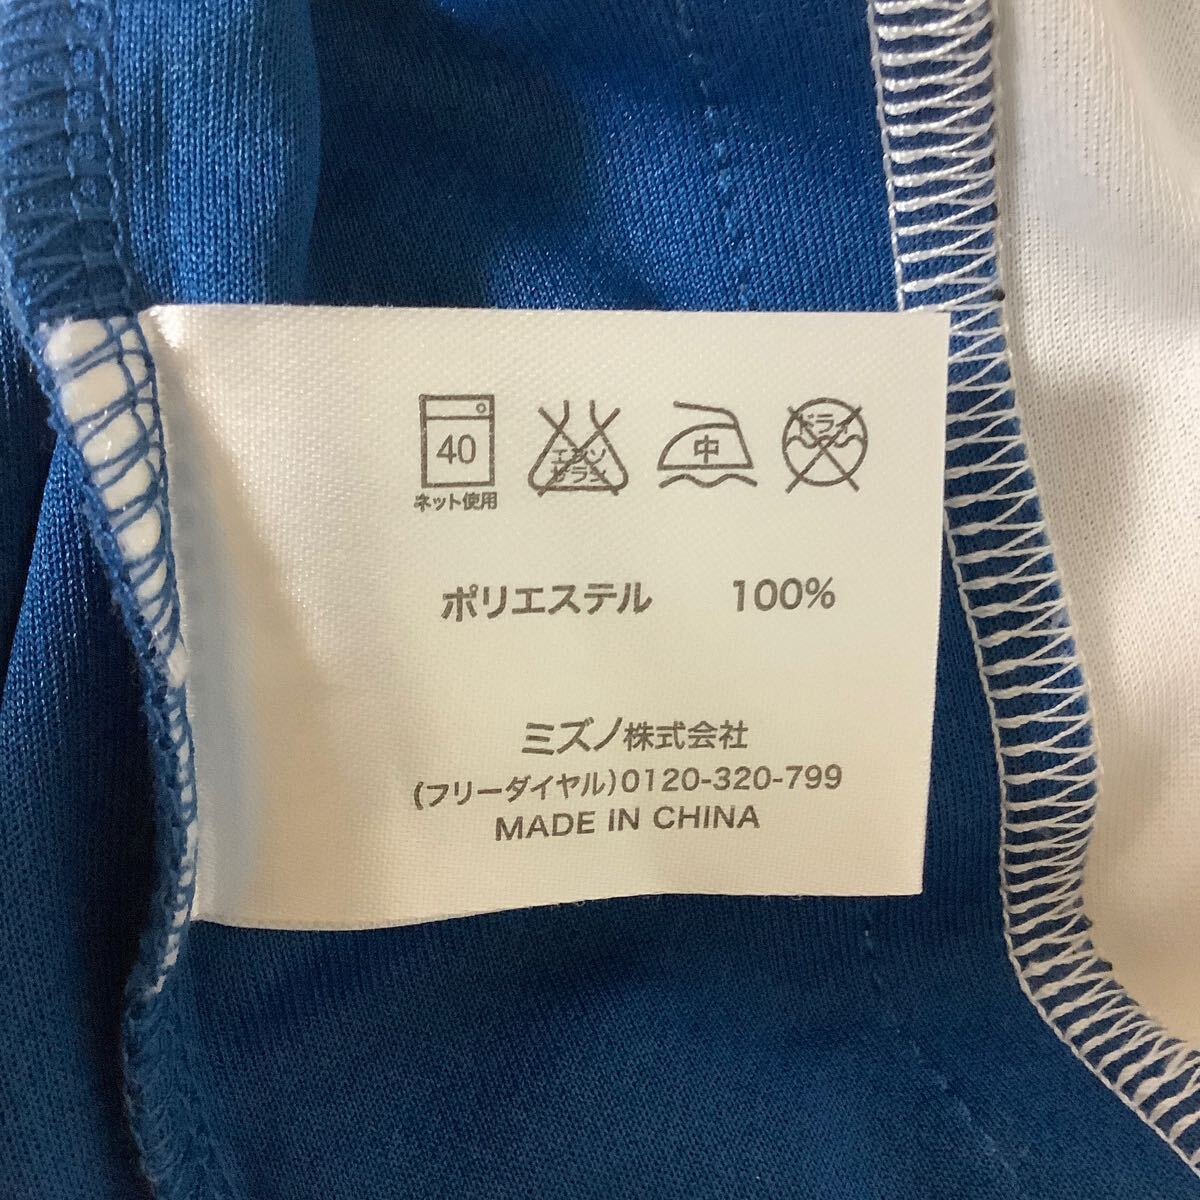 40
エンソ
サラシ
中
ドライ
ネット使用
ポリエステル 100%
ミズノ株式会社
(フリーダイヤル)0120-320-799
MADE IN CHINA